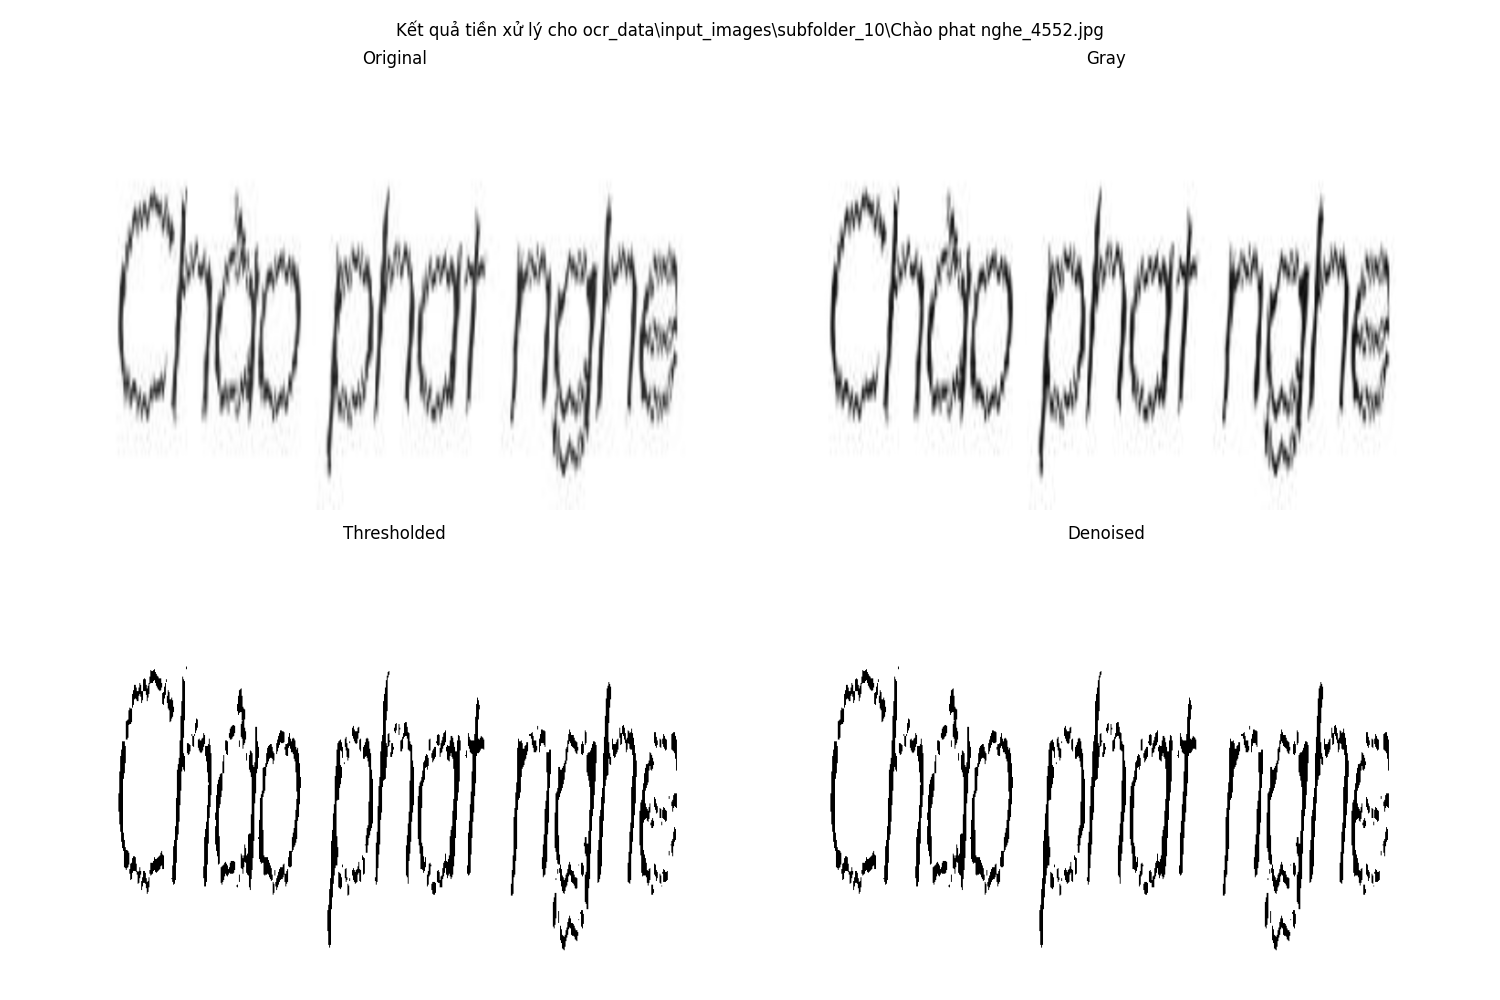 Kết quả tiền xử lý cho ocr_data\input_images\subfolder_10\Chào phat nghe_4552.jpg
Original
Gray
Chào phat nghe
Chào phat nghe
Thresholded
Denoised
Chào phat nghe
Chào phat nghe